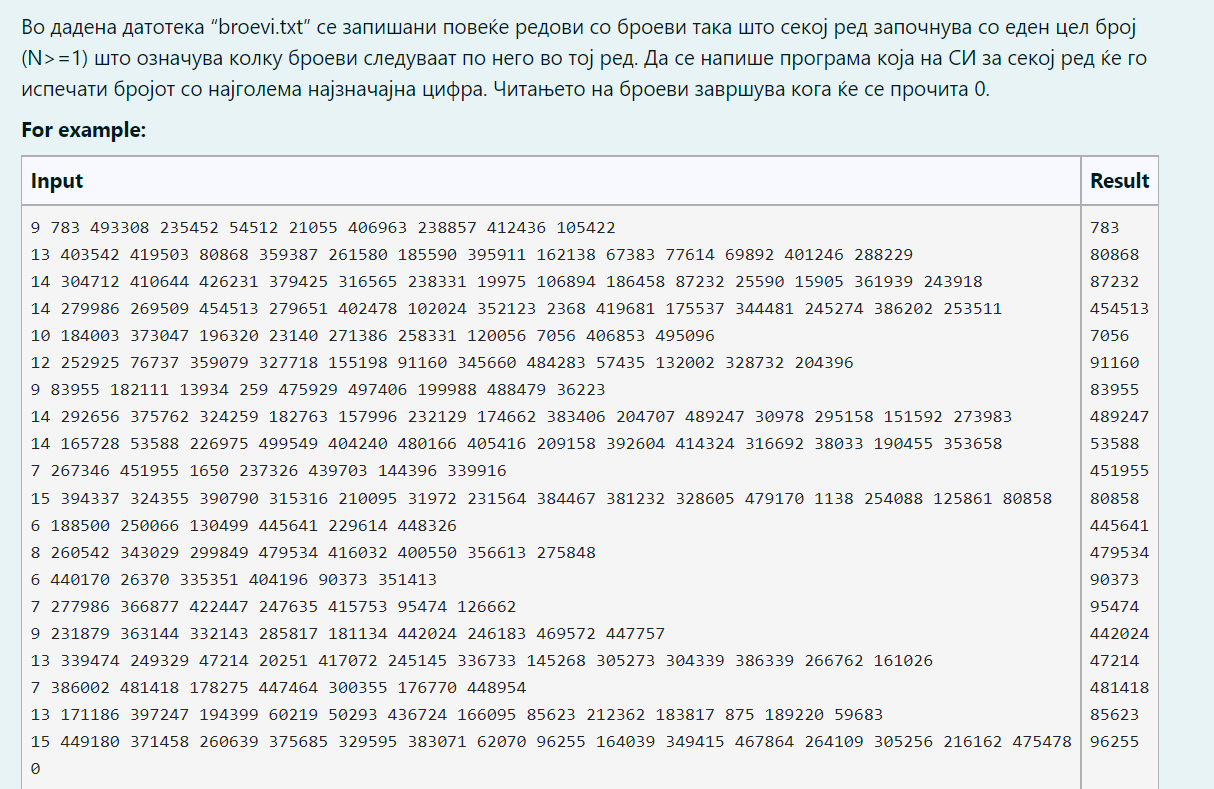 Во дадена датотека “broevi.txt” се запишани повеќе редови со броеви така што секој ред започнува со еден цел број
(N>=1) што означува колку броеви следуваат по него во тој ред. Да се напише програма која на СИ за секој ред ќе го
испечати бројот со најголема најзначајна цифра. Читањето на броеви завршува кога ќе се прочита 0.
For example:
Input Result
9 783 493308 235452 54512 21055 406963 238857 412436 105422 783
13 403542 419503 80868 359387 261580 185590 395911 162138 67383 77614 69892 401246 288229 80868
14 304712 410644 426231 379425 316565 238331 19975 106894 186458 87232 25590 15905 361939 243918 87232
14 279986 269509 454513 279651 402478 102024 352123 2368 419681 175537 344481 245274 386202 253511 454513
10 184003 373047 196320 23140 271386 258331 120056 7056 406853 495096 7056
12 252925 76737 359079 327718 155198 91160 345660 484283 57435 132002 328732 204396 91160
9 83955 182111 13934 259 475929 497406 199988 488479 36223 83955
14 292656 375762 324259 182763 157996 232129 174662 383406 204707 489247 30978 295158 151592 273983 489247
14 165728 53588 226975 499549 404240 480166 405416 209158 392604 414324 316692 38033 190455 353658 53588
7 267346 451955 1650 237326 439703 144396 339916 451955
15 394337 324355 390790 315316 210095 31972 231564 384467 381232 328605 479170 1138 254088 125861 80858 80858
6 188500 250066 130499 445641 229614 448326 445641
8 260542 343029 299849 479534 416032 400550 356613 275848 479534
6 440170 26370 335351 404196 90373 351413 90373
7 277986 366877 422447 247635 415753 95474 126662 95474
9 231879 363144 332143 285817 181134 442024 246183 469572 447757 442024
13 339474 249329 47214 20251 417072 245145 336733 145268 305273 304339 386339 266762 161026 47214
7 386002 481418 178275 447464 300355 176770 448954 481418
13 171186 397247 194399 60219 50293 436724 166095 85623 212362 183817 875 189220 59683 85623
15 449180 371458 260639 375685 329595 383071 62070 96255 164039 349415 467864 264109 305256 216162 475478 96255
0